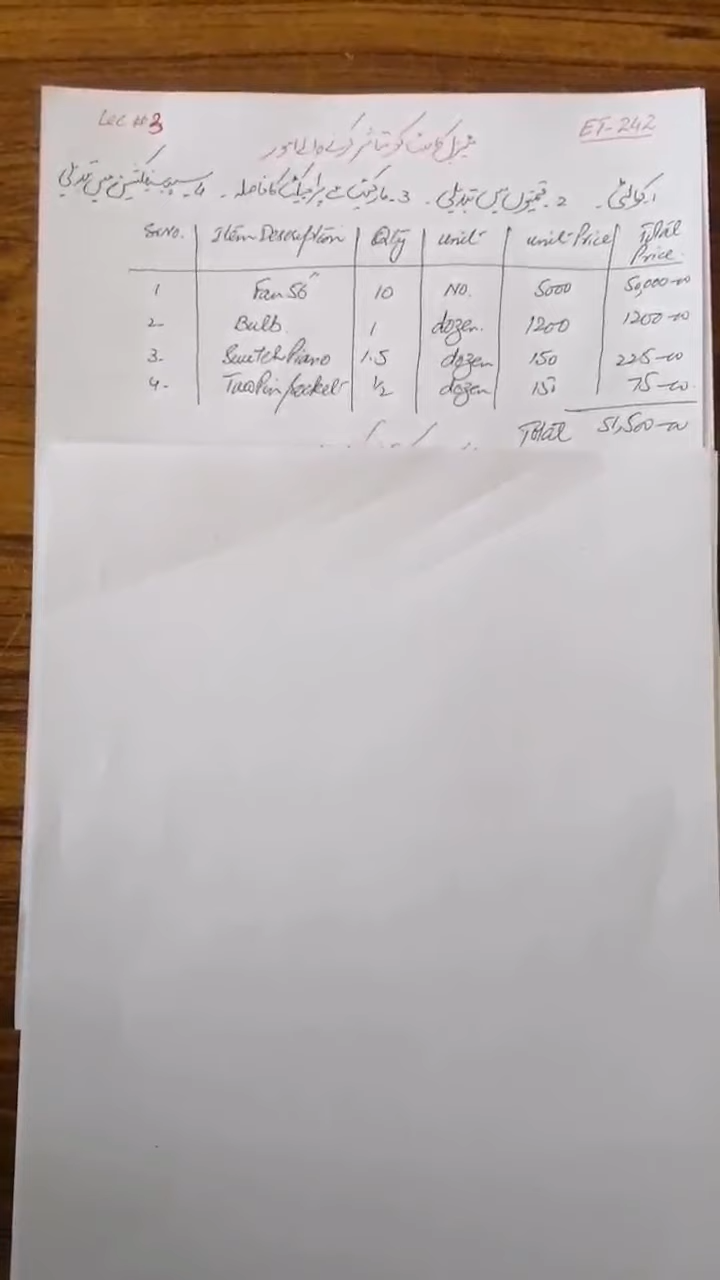 Lec # 3
ET-242
میٹریل کاسٹ کو متاثر کرنے والے امور
1۔ کوالٹی۔ 2۔ قیمتوں میں تبدیلی۔ 3۔ مارکیٹ سے پراجیکٹ کا فاصلہ۔ 4۔ سپیسیفیکیشن میں تبدیلی
Sr.No. Item Description Qty unit unit Price Total Price
1 Fan 56" 10 No. 5000 50,000-00
2- Bulb. 1 dozen. 1200 1200-00
3- Switch Piano 1.5 dozen 150 225-00
4- Two Pin socket 1/2 dozen 150 75-00
Total 51,500-00